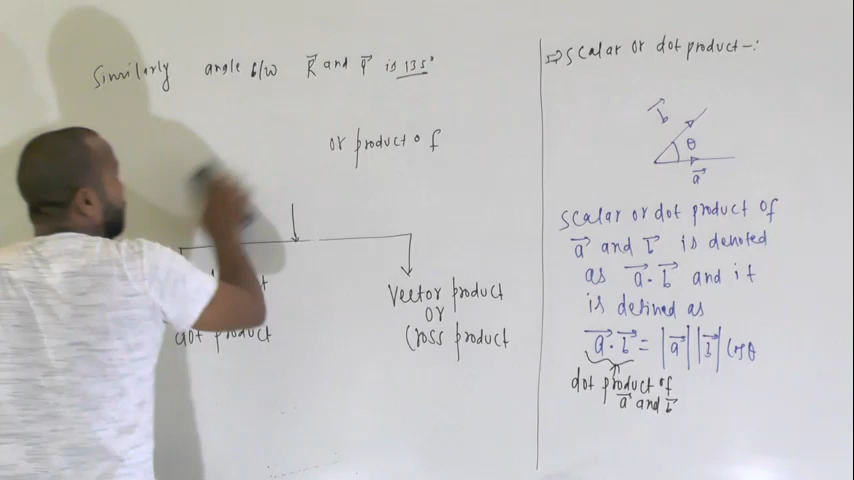 Similarly angle b/w R and P is 135°
or product of
dot product
Vector product
or
Cross product
⇒ Scalar or dot product -:
b
θ
a
Scalar or dot product of
a and b is denoted
as a . b and it
is defined as
a . b = |a| |b| Cosθ
dot product of
a and b